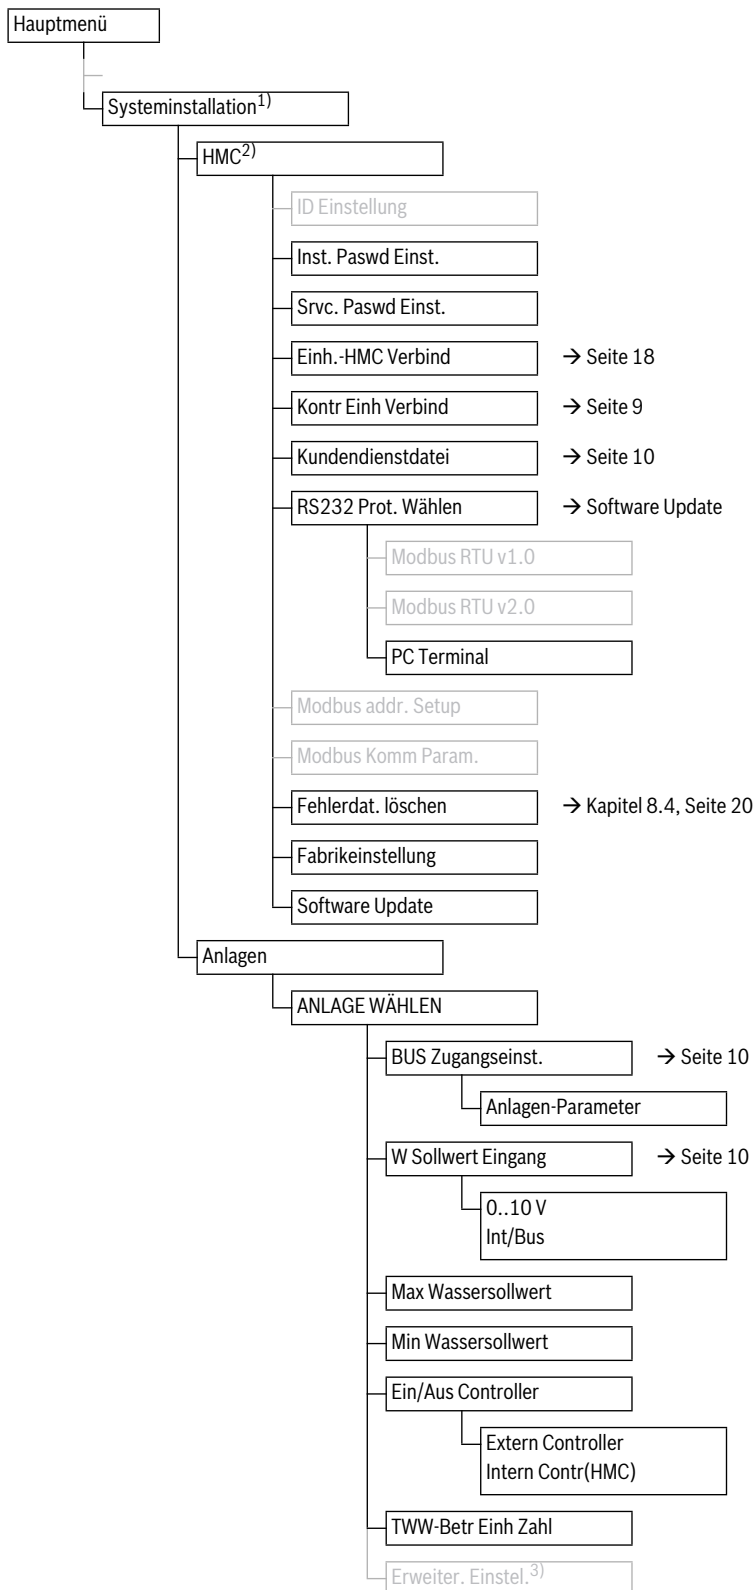 Hauptmenü
Systeminstallation1)
HMC2)
ID Einstellung
Inst. Paswd Einst.
Srvc. Paswd Einst.
Einh.-HMC Verbind → Seite 18
Kontr Einh Verbind → Seite 9
Kundendienstdatei → Seite 10
RS232 Prot. Wählen → Software Update
Modbus RTU v1.0
Modbus RTU v2.0
PC Terminal
Modbus addr. Setup
Modbus Komm Param.
Fehlerdat. löschen → Kapitel 8.4, Seite 20
Fabrikeinstellung
Software Update
Anlagen
ANLAGE WÄHLEN
BUS Zugangseinst. → Seite 10
Anlagen-Parameter
W Sollwert Eingang → Seite 10
0..10 V
Int/Bus
Max Wassersollwert
Min Wassersollwert
Ein/Aus Controller
Extern Controller
Intern Contr(HMC)
TWW-Betr Einh Zahl
Erweiter. Einstel.3)